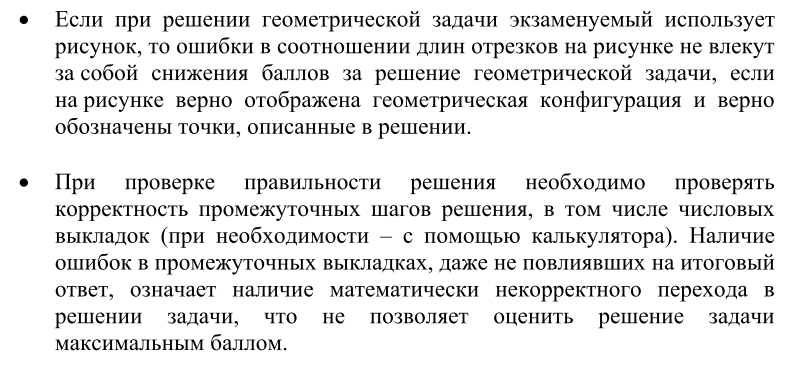 • Если при решении геометрической задачи экзаменуемый использует
рисунок, то ошибки в соотношении длин отрезков на рисунке не влекут
за собой снижения баллов за решение геометрической задачи, если
на рисунке верно отображена геометрическая конфигурация и верно
обозначены точки, описанные в решении.
• При проверке правильности решения необходимо проверять
корректность промежуточных шагов решения, в том числе числовых
выкладок (при необходимости – с помощью калькулятора). Наличие
ошибок в промежуточных выкладках, даже не повлиявших на итоговый
ответ, означает наличие математически некорректного перехода в
решении задачи, что не позволяет оценить решение задачи
максимальным баллом.